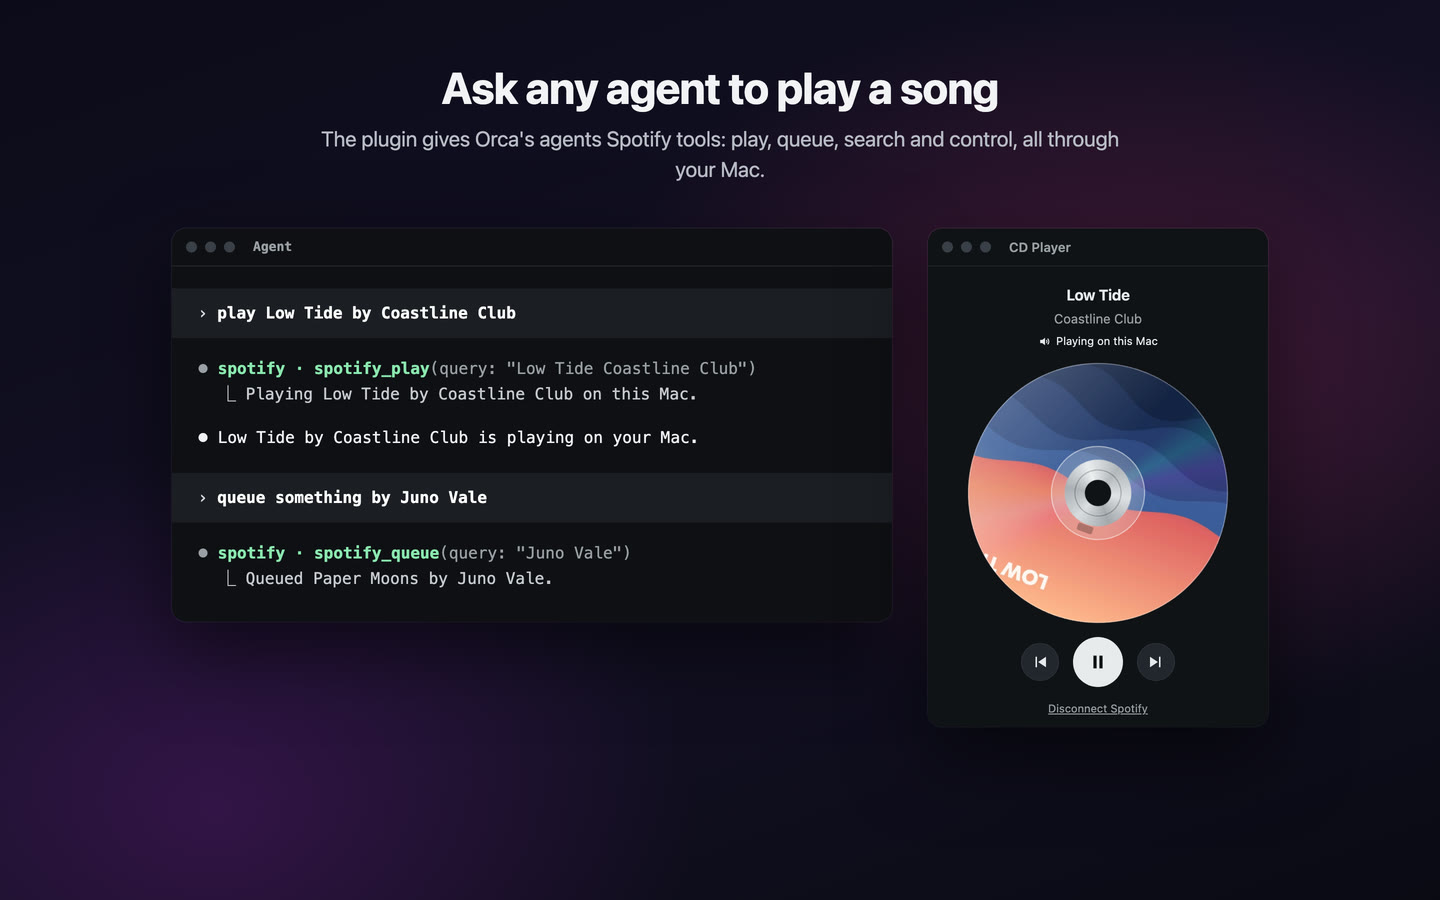 Ask any agent to play a song
The plugin gives Orca's agents Spotify tools: play, queue, search and control, all through
your Mac.
Agent
› play Low Tide by Coastline Club
● spotify · spotify_play(query: "Low Tide Coastline Club")
⎿ Playing Low Tide by Coastline Club on this Mac.
● Low Tide by Coastline Club is playing on your Mac.
› queue something by Juno Vale
● spotify · spotify_queue(query: "Juno Vale")
⎿ Queued Paper Moons by Juno Vale.
CD Player
Low Tide
Coastline Club
Playing on this Mac
LOW
Disconnect Spotify